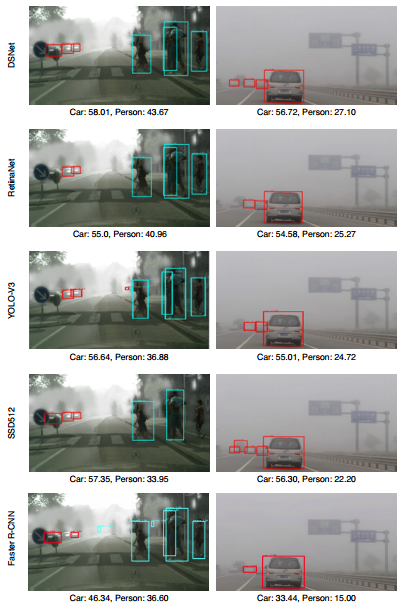 DSNet
Car: 58.01, Person: 43.67
Car: 56.72, Person: 27.10
RetinaNet
Car: 55.0, Person: 40.96
Car: 54.58, Person: 25.27
YOLO-V3
Car: 56.64, Person: 36.88
Car: 55.01, Person: 24.72
SSD512
Car: 57.35, Person: 33.95
Car: 56.30, Person: 22.20
Faster R-CNN
Car: 46.34, Person: 36.60
Car: 33.44, Person: 15.00